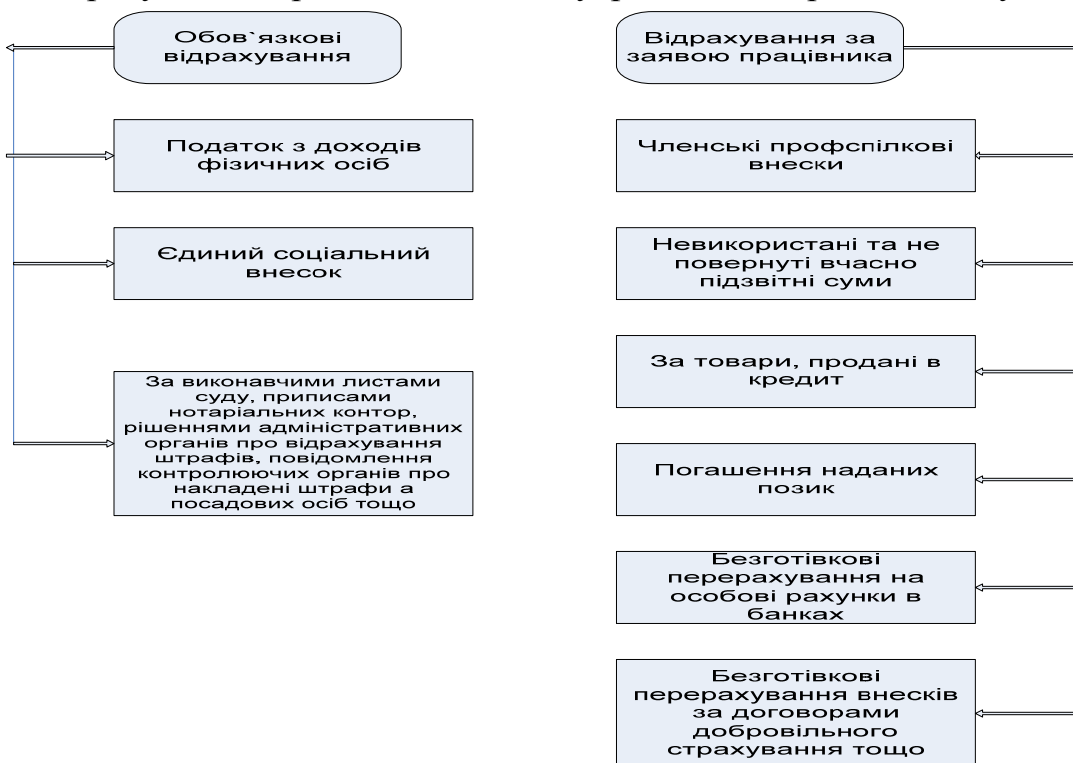 Обов`язкові
відрахування
Податок з доходів
фізичних осіб
Єдиний соціальний
внесок
За виконавчими листами
суду, приписами
нотаріальних контор,
рішеннями адміністративних
органів про відрахування
штрафів, повідомлення
контролюючих органів про
накладені штрафи а
посадових осіб тощо
Відрахування за
заявою працівника
Членські профспілкові
внески
Невикористані та не
повернуті вчасно
підзвітні суми
За товари, продані в
кредит
Погашення наданих
позик
Безготівкові
перерахування на
особові рахунки в
банках
Безготівкові
перерахування внесків
за договорами
добровільного
страхування тощо